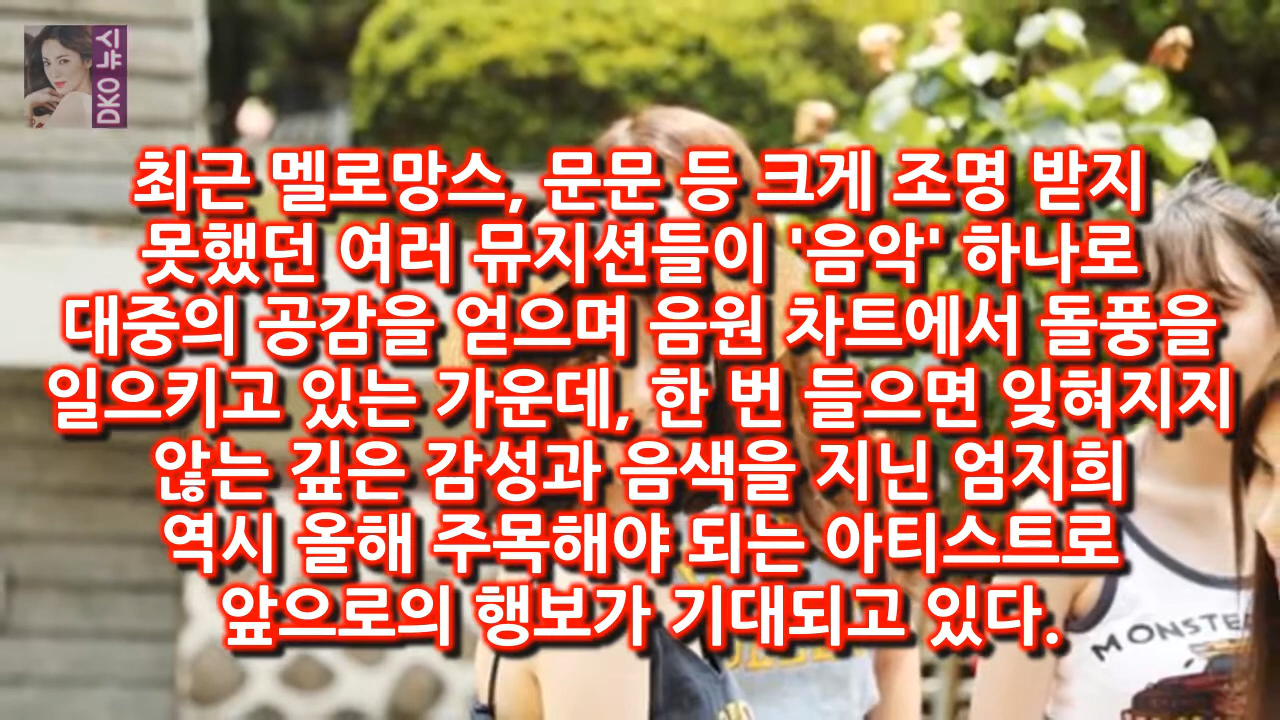 DKO 뉴스
최근 멜로망스, 문문 등 크게 조명 받지
못했던 여러 뮤지션들이 '음악' 하나로
대중의 공감을 얻으며 음원 차트에서 돌풍을
일으키고 있는 가운데, 한 번 들으면 잊혀지지
않는 깊은 감성과 음색을 지닌 엄지희
역시 올해 주목해야 되는 아티스트로
앞으로의 행보가 기대되고 있다.